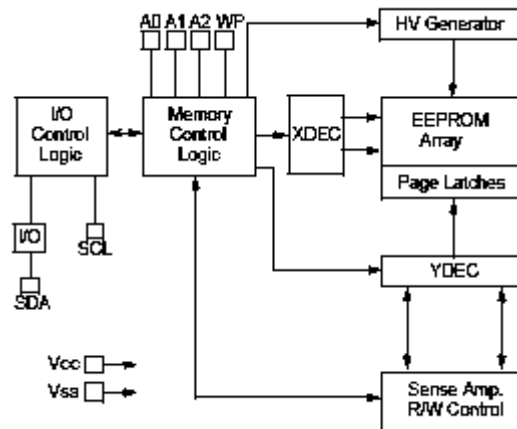 A0 A1 A2 WP
HV Generator
I/O
Control
Logic
Memory
Control
Logic
XDEC
EEPROM
Array
Page Latches
I/O
SCL
SDA
YDEC
Vcc
Vss
Sense Amp.
R/W Control